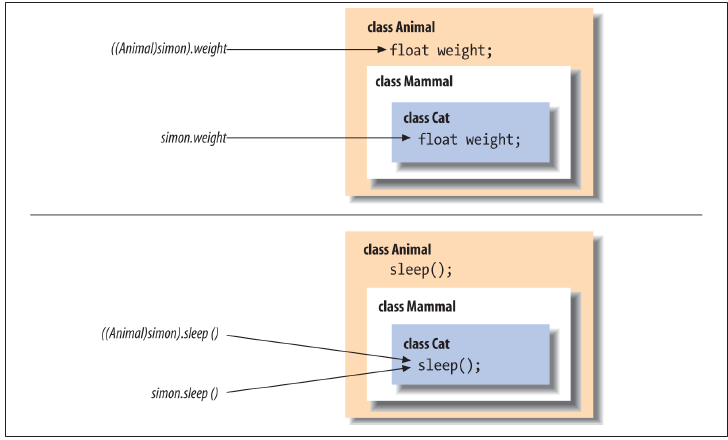 class Animal
((Animal)simon).weight
float weight;
class Mammal
class Cat
simon.weight
float weight;
class Animal
sleep();
class Mammal
((Animal)simon).sleep ()
class Cat
sleep();
simon.sleep ()